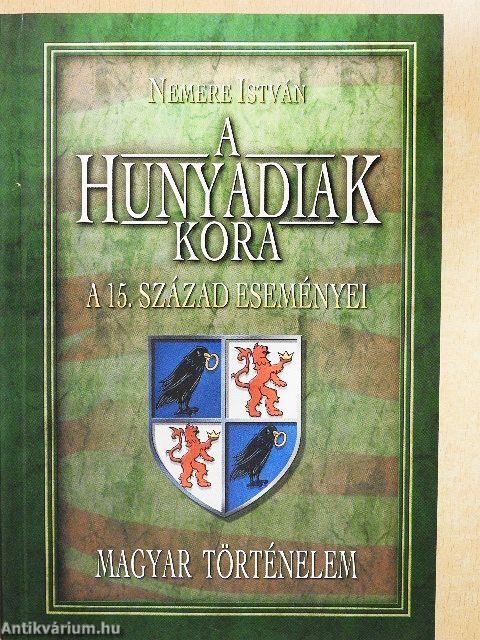 NEMERE ISTVÁN
A
HUNYADIAK
KORA
A 15. SZÁZAD ESEMÉNYEI
MAGYAR TÖRTÉNELEM
Antikvárium.hu